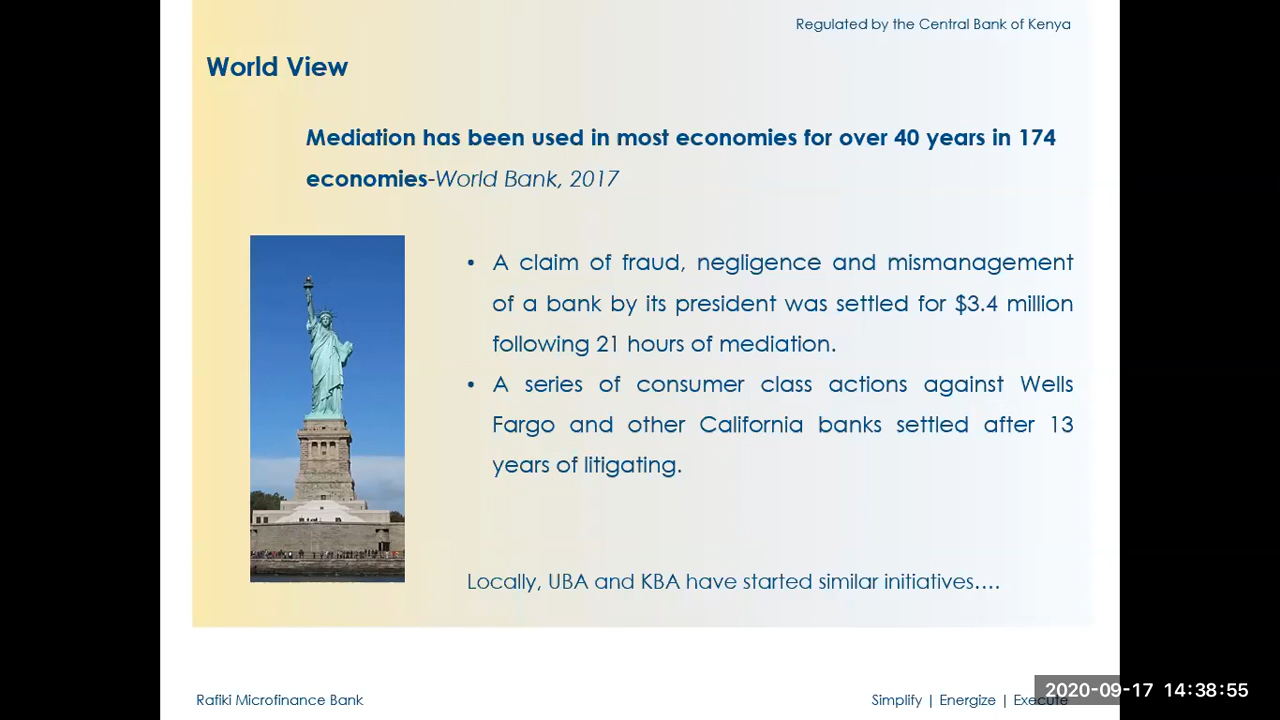 Regulated by the Central Bank of Kenya
World View
Mediation has been used in most economies for over 40 years in 174
economies-World Bank, 2017
• A claim of fraud, negligence and mismanagement
of a bank by its president was settled for $3.4 million
following 21 hours of mediation.
• A series of consumer class actions against Wells
Fargo and other California banks settled after 13
years of litigating.
Locally, UBA and KBA have started similar initiatives....
Rafiki Microfinance Bank
Simplify | Energize | Execute
2020-09-17 14:38:55